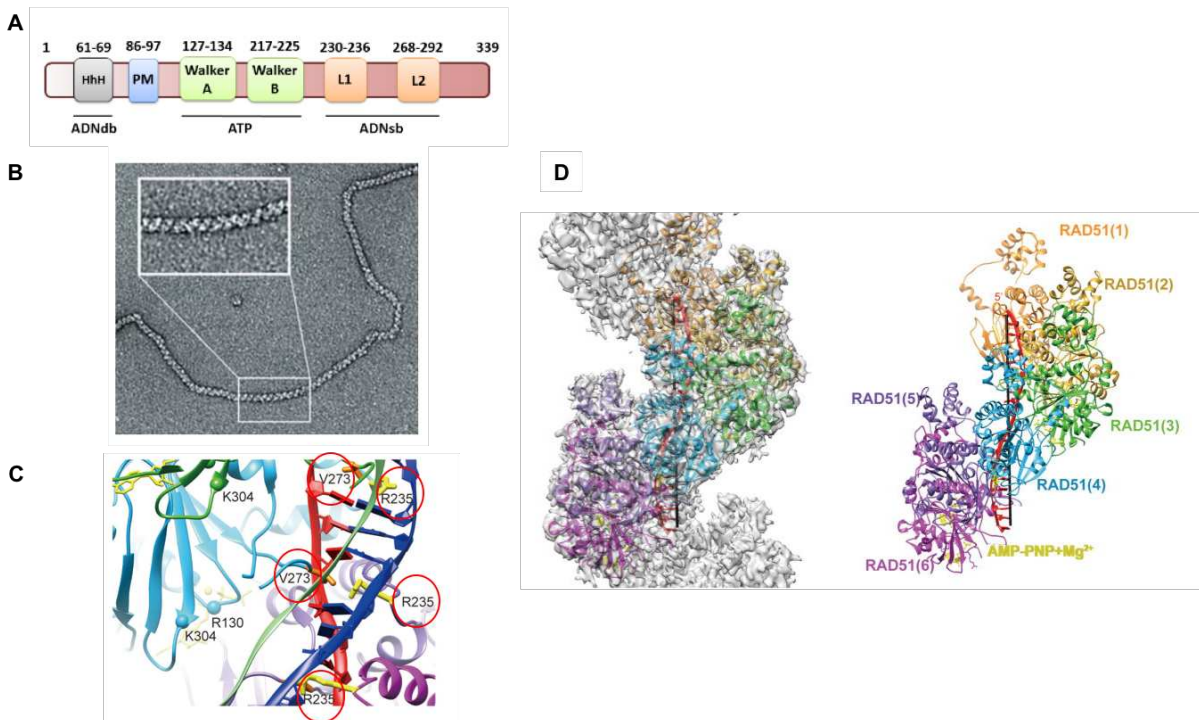 A
1 61-69 86-97 127-134 217-225 230-236 268-292 339
HhH PM Walker A Walker B L1 L2
ADNdb ATP ADNsb
B
C
V273
R235
K304
V273
R235
R130
K304
R235
D
RAD51(1)
5'
RAD51(2)
RAD51(5)
RAD51(3)
RAD51(4)
AMP-PNP+Mg²⁺
RAD51(6)